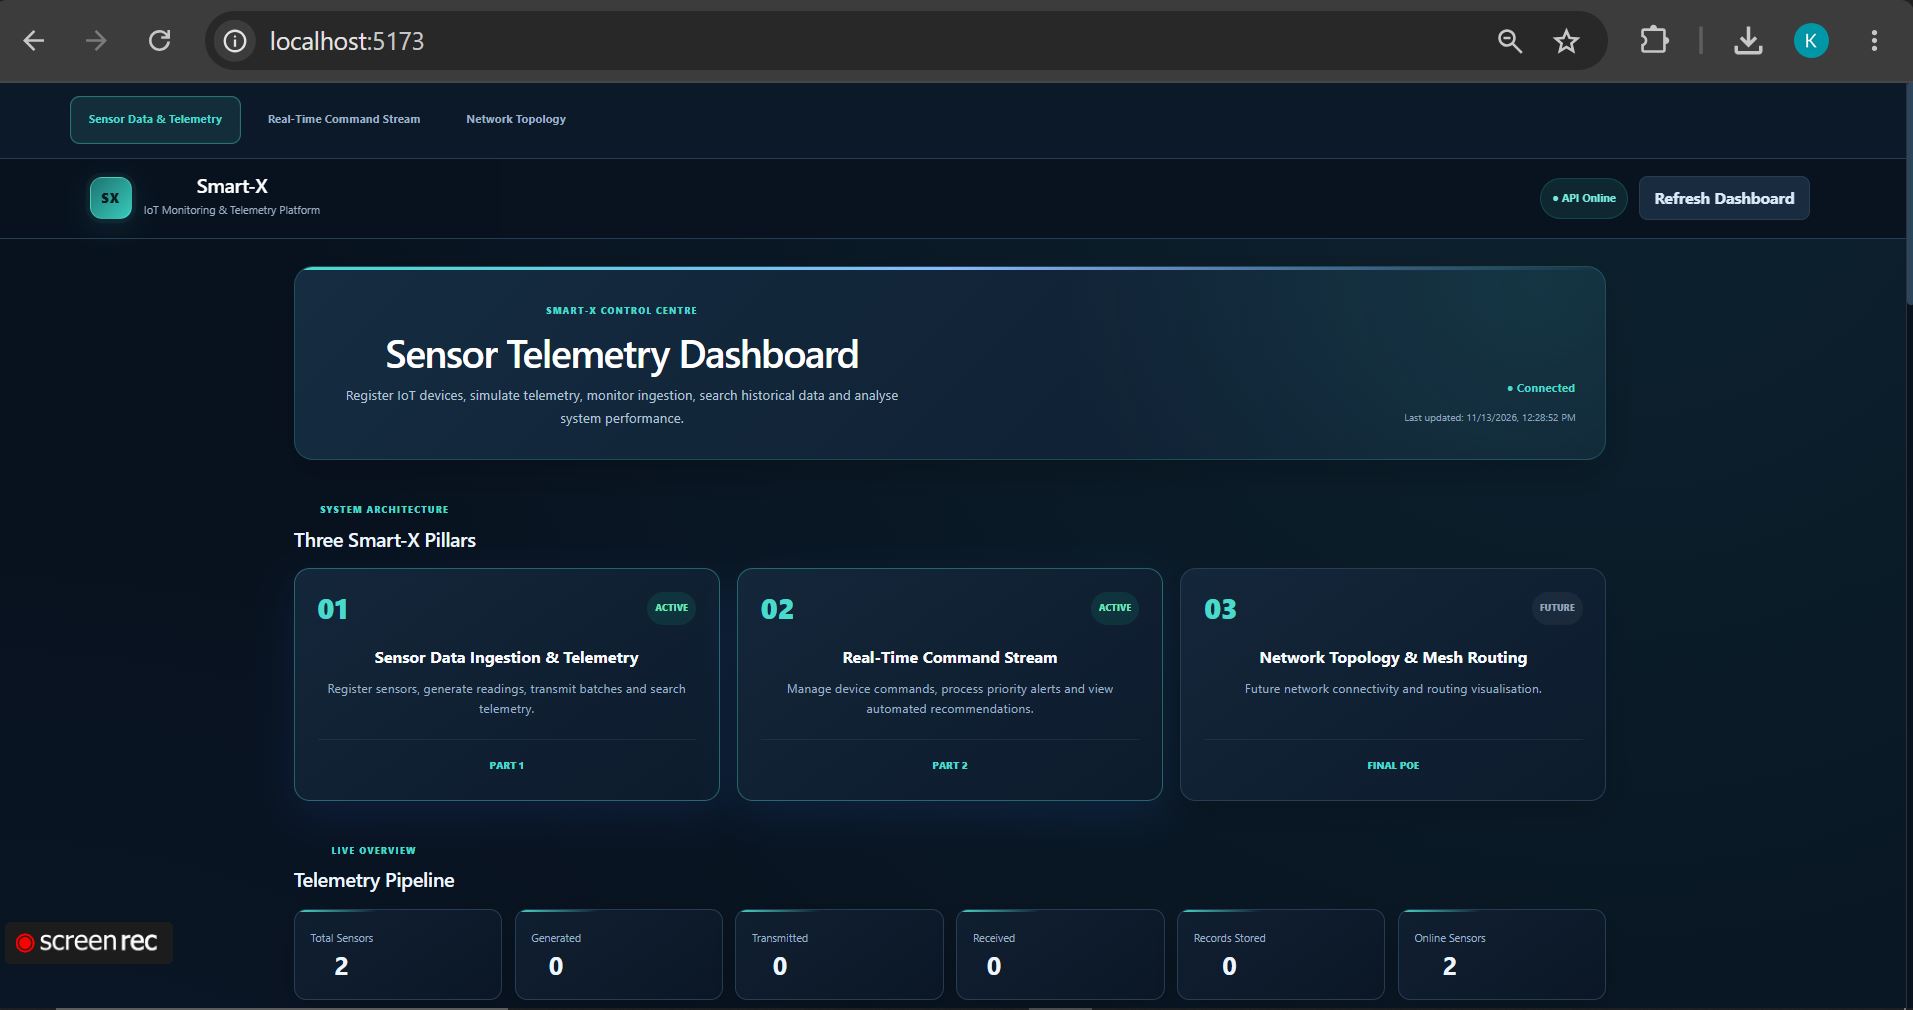 localhost:5173
K
Sensor Data & Telemetry
Real-Time Command Stream
Network Topology
SX
Smart-X
IoT Monitoring & Telemetry Platform
● API Online
Refresh Dashboard
SMART-X CONTROL CENTRE
Sensor Telemetry Dashboard
Register IoT devices, simulate telemetry, monitor ingestion, search historical data and analyse
system performance.
● Connected
Last updated: 11/13/2026, 12:28:52 PM
SYSTEM ARCHITECTURE
Three Smart-X Pillars
01
ACTIVE
Sensor Data Ingestion & Telemetry
Register sensors, generate readings, transmit batches and search
telemetry.
PART 1
02
ACTIVE
Real-Time Command Stream
Manage device commands, process priority alerts and view
automated recommendations.
PART 2
03
FUTURE
Network Topology & Mesh Routing
Future network connectivity and routing visualisation.
FINAL POE
LIVE OVERVIEW
Telemetry Pipeline
Total Sensors
2
Generated
0
Transmitted
0
Received
0
Records Stored
0
Online Sensors
2
screenrec